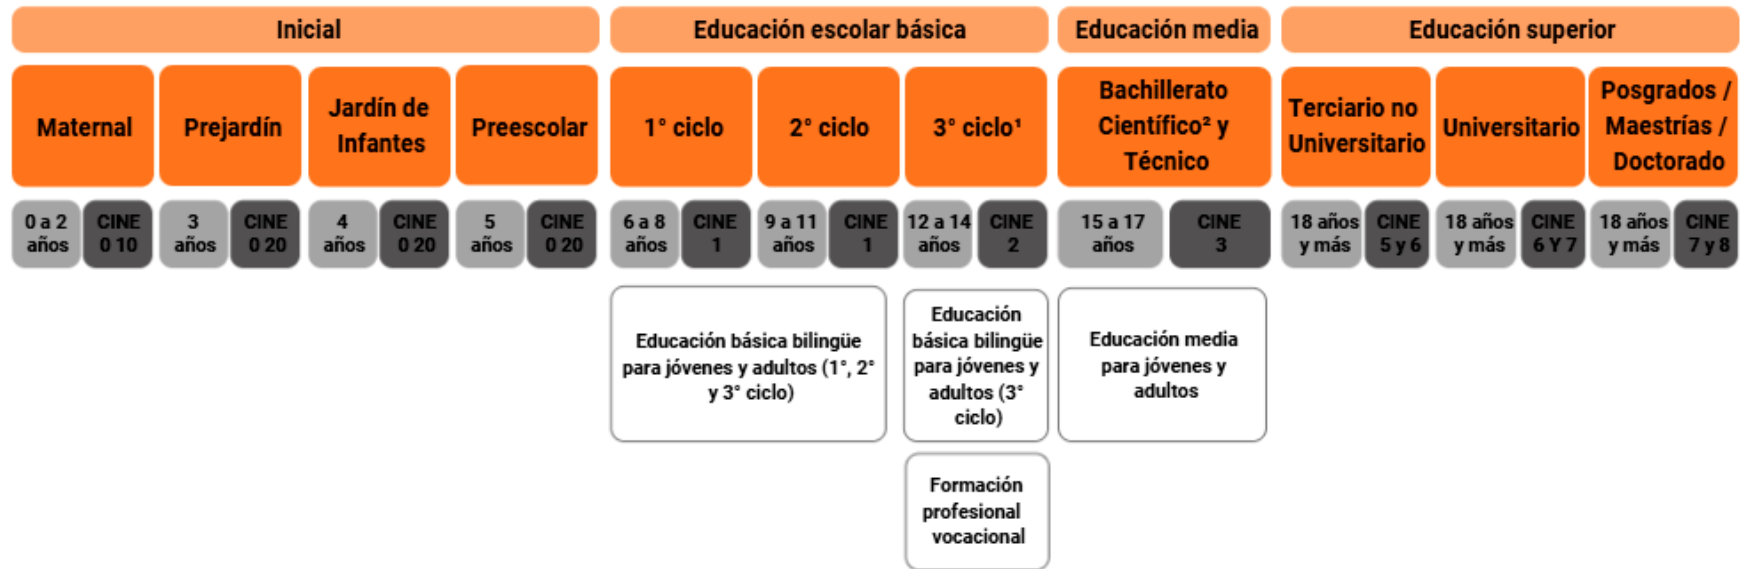 Inicial
Educación escolar básica
Educación media
Educación superior
Maternal
Prejardín
Jardín de
Infantes
Preescolar
1° ciclo
2° ciclo
3° ciclo¹
Bachillerato
Científico² y
Técnico
Terciario no
Universitario
Universitario
Posgrados /
Maestrías /
Doctorado
0 a 2
años
CINE
0 10
3
años
CINE
0 20
4
años
CINE
0 20
5
años
CINE
0 20
6 a 8
años
CINE
1
9 a 11
años
CINE
1
12 a 14
años
CINE
2
15 a 17
años
CINE
3
18 años
y más
CINE
5 y 6
18 años
y más
CINE
6 Y 7
18 años
y más
CINE
7 y 8
Educación básica bilingüe
para jóvenes y adultos (1°, 2°
y 3° ciclo)
Educación
básica bilingüe
para jóvenes y
adultos (3°
ciclo)
Educación media
para jóvenes y
adultos
Formación
profesional
vocacional